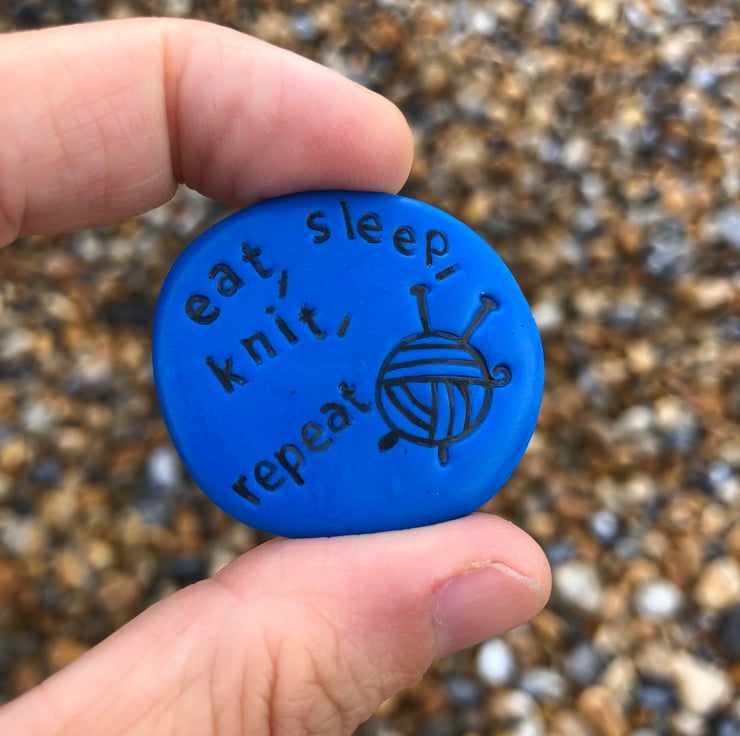 eat, sleep,
knit,
repeat